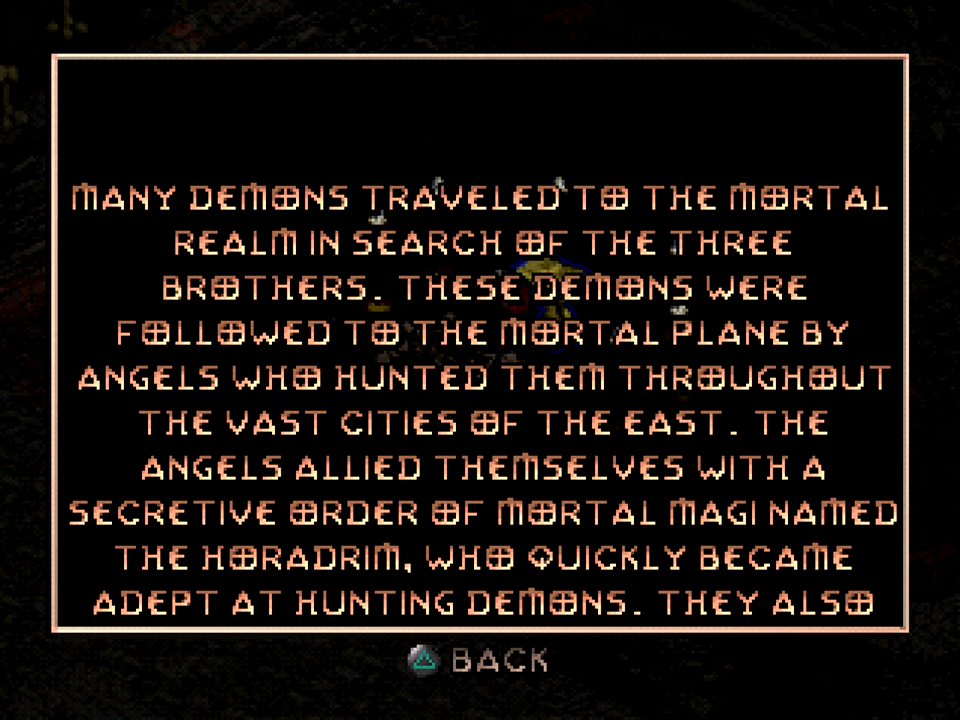 MANY DEMONS TRAVELED TO THE MORTAL
REALM IN SEARCH OF THE THREE
BROTHERS. THESE DEMONS WERE
FOLLOWED TO THE MORTAL PLANE BY
ANGELS WHO HUNTED THEM THROUGHOUT
THE VAST CITIES OF THE EAST. THE
ANGELS ALLIED THEMSELVES WITH A
SECRETIVE ORDER OF MORTAL MAGI NAMED
THE HORADRIM, WHO QUICKLY BECAME
ADEPT AT HUNTING DEMONS. THEY ALSO
BACK